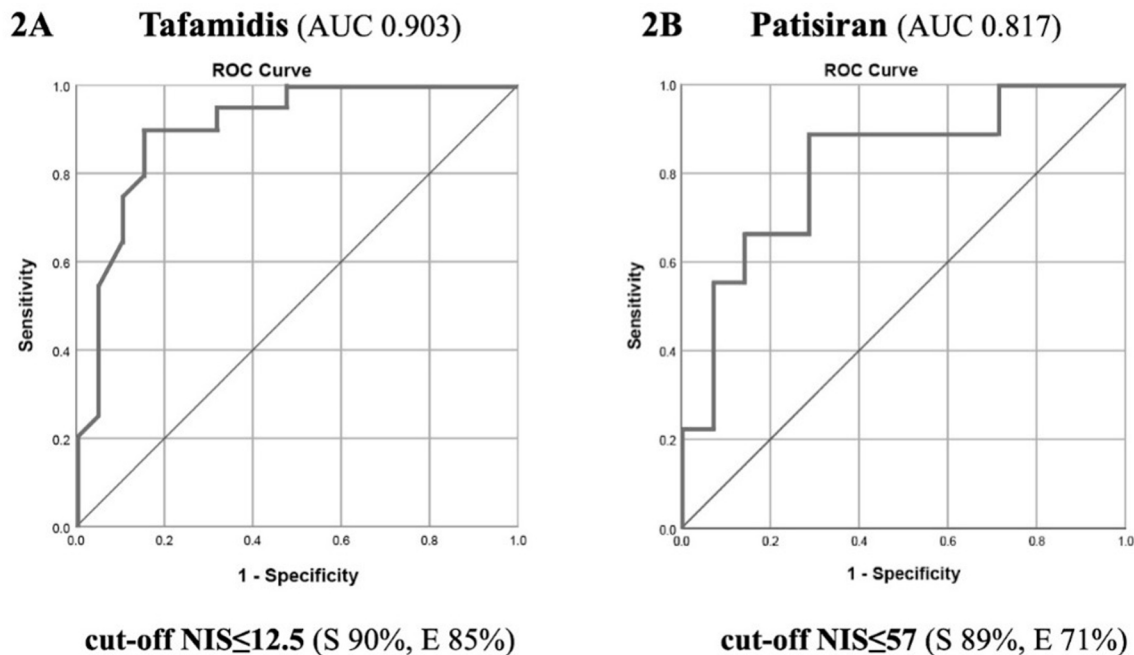 2A Tafamidis (AUC 0.903)
ROC Curve
1.0
0.8
0.6
0.4
0.2
0.0
Sensitivity
0.0 0.2 0.4 0.6 0.8 1.0
1 - Specificity
cut-off NIS≤12.5 (S 90%, E 85%)
2B Patisiran (AUC 0.817)
ROC Curve
1.0
0.8
0.6
0.4
0.2
0.0
Sensitivity
0.0 0.2 0.4 0.6 0.8 1.0
1 - Specificity
cut-off NIS≤57 (S 89%, E 71%)